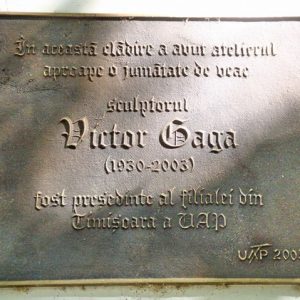 În această clădire a avut atelierul
aproape o jumătate de veac
sculptorul
Victor Gaga
(1930-2003)
fost președinte al filialei din
Timișoara a UAP
UAP 2005